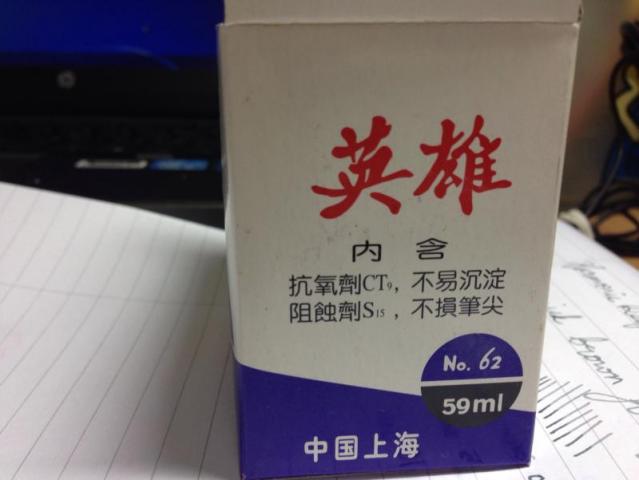 英雄
内含
抗氧劑CT₉, 不易沉淀
阻蝕劑S₁₅, 不損筆尖
No. 62
59ml
中国上海
brown